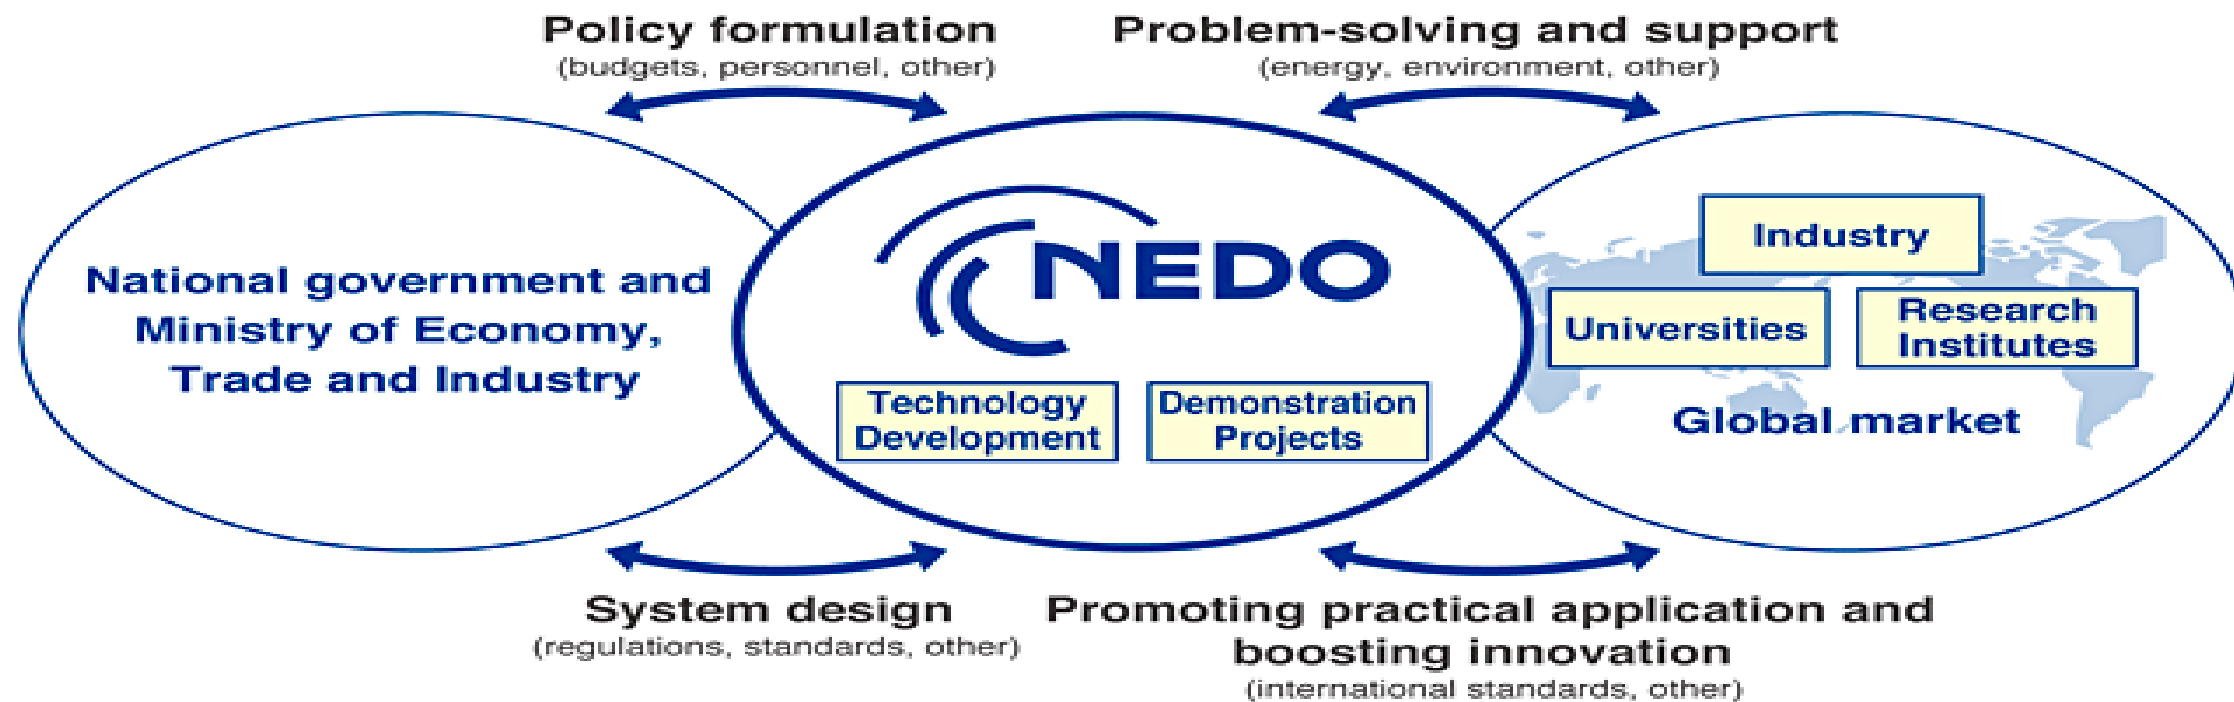 Policy formulation
(budgets, personnel, other)
Problem-solving and support
(energy, environment, other)
National government and
Ministry of Economy,
Trade and Industry
NEDO
Technology
Development
Demonstration
Projects
Industry
Universities
Research
Institutes
Global market
System design
(regulations, standards, other)
Promoting practical application and
boosting innovation
(international standards, other)